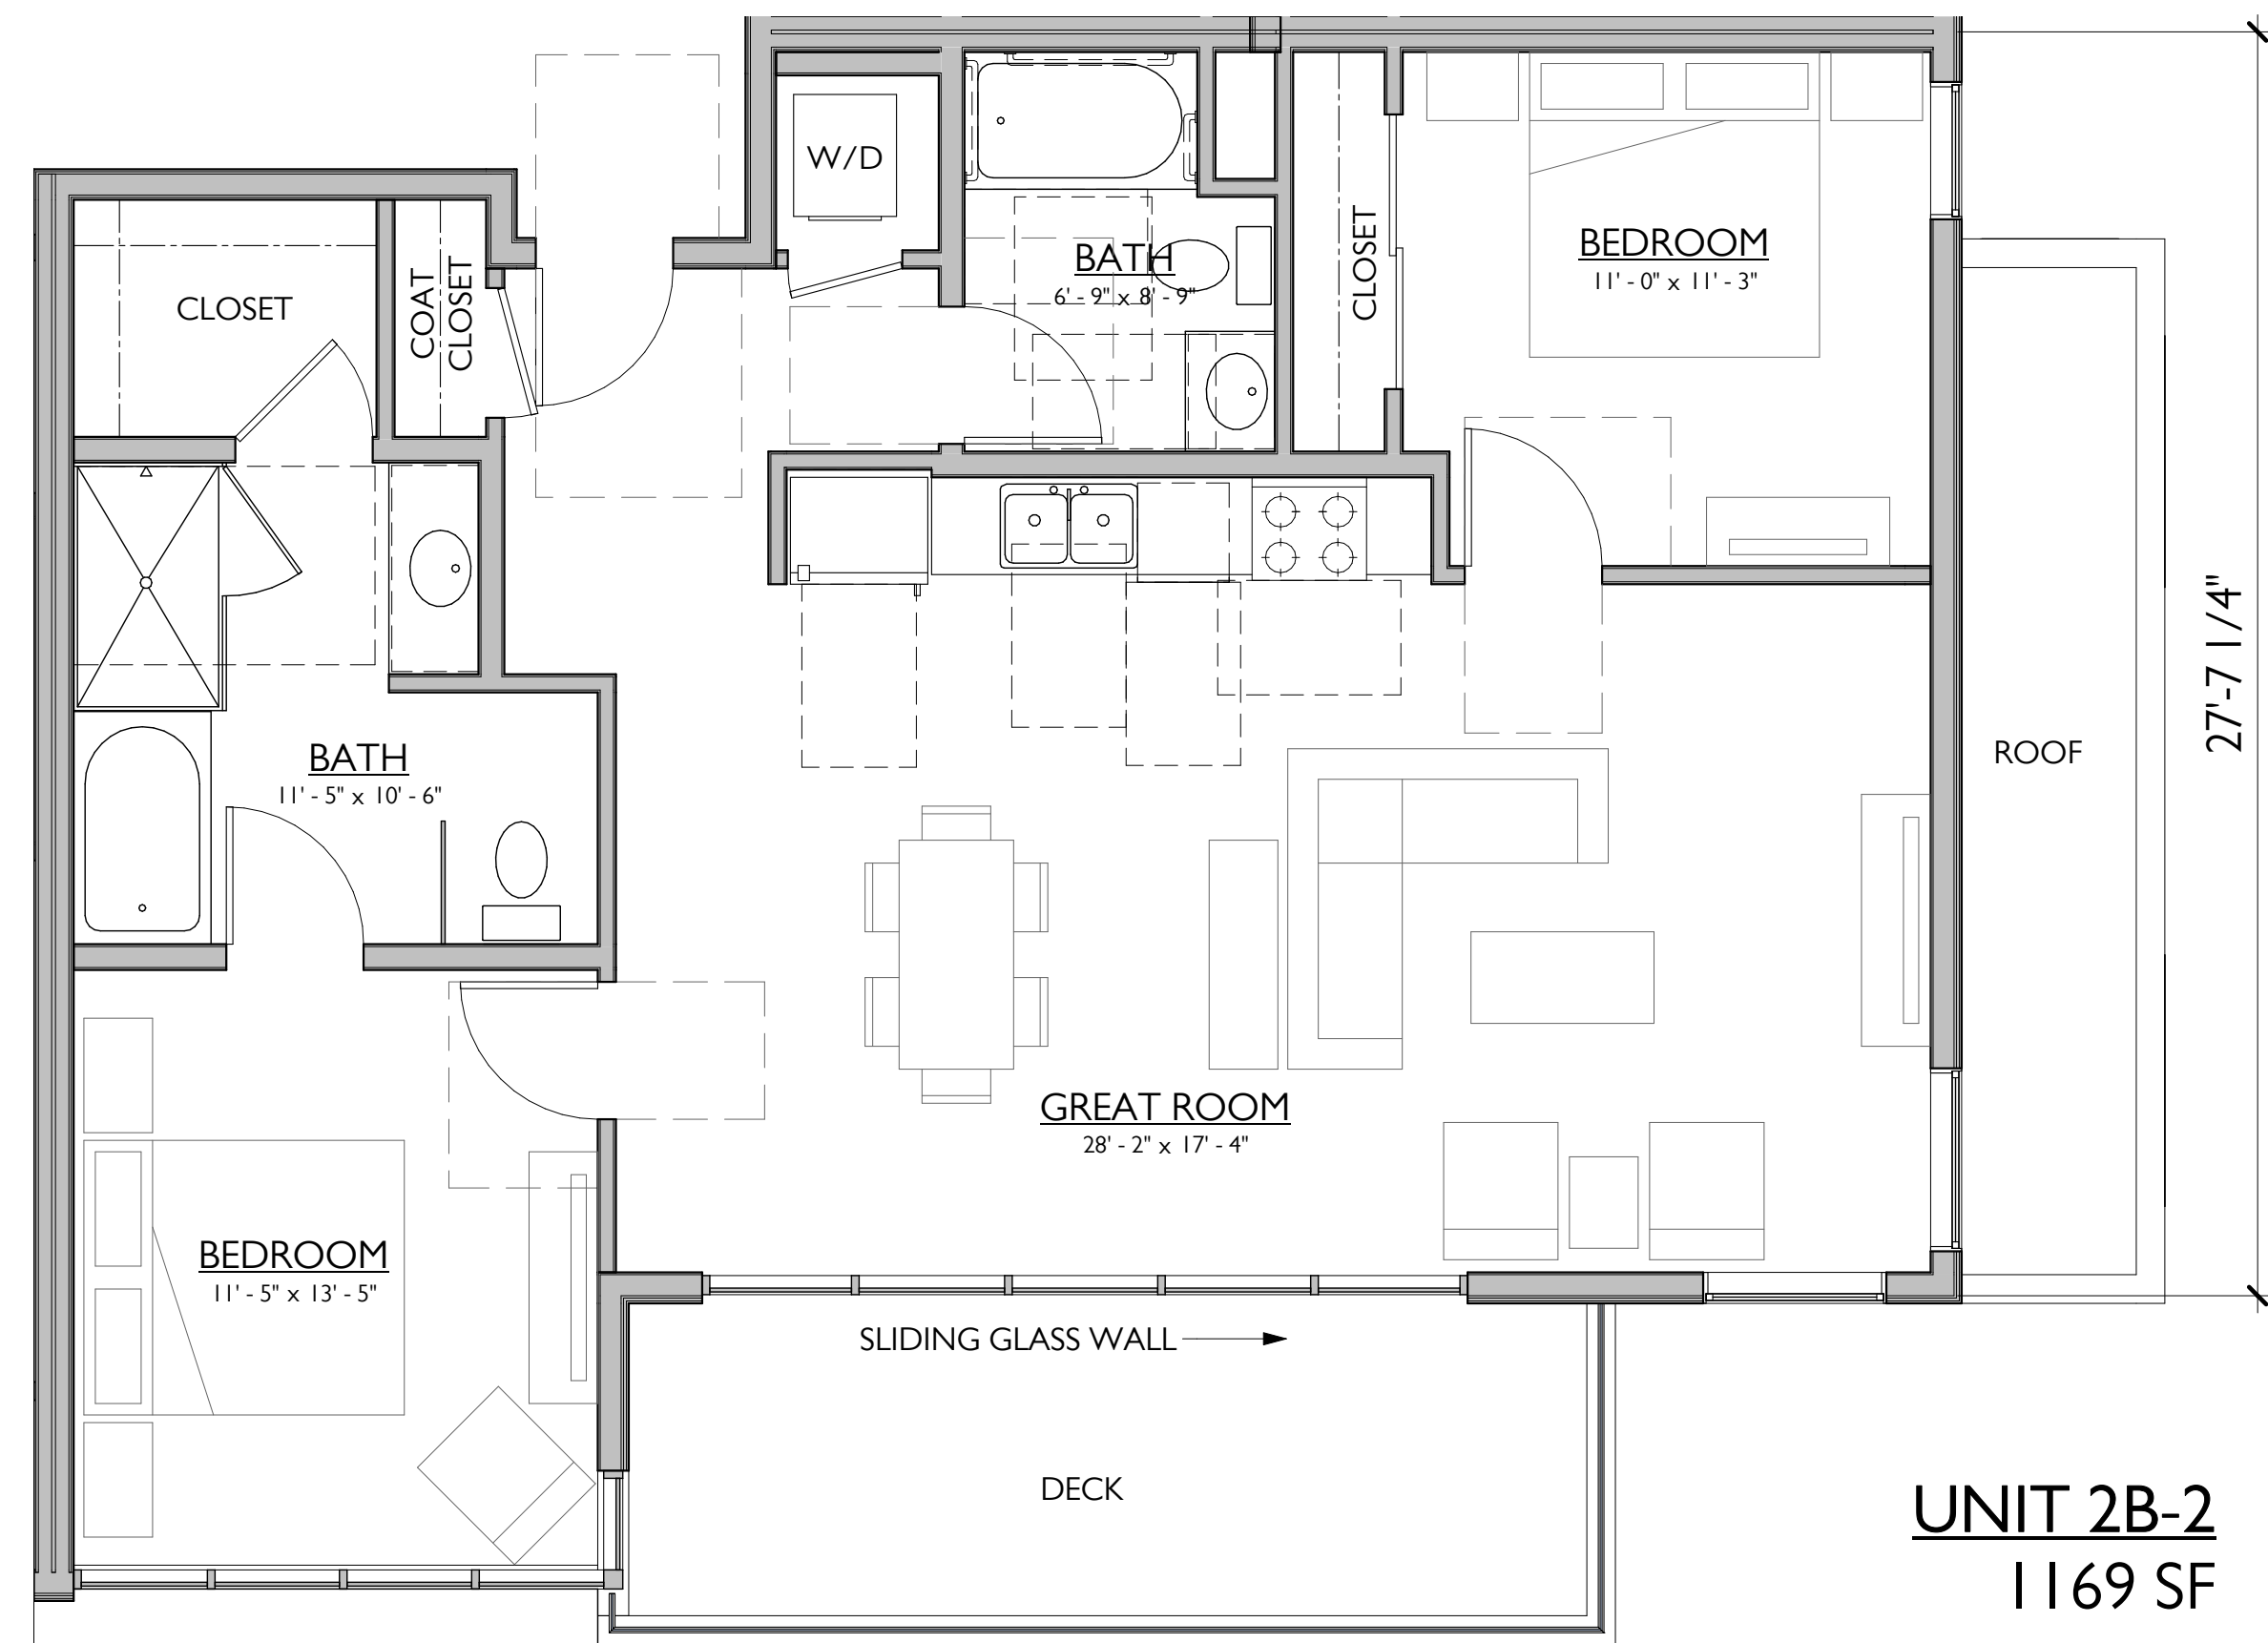 W/D
BATH
6' - 9" x 8' - 9"
CLOSET
BEDROOM
11' - 0" x 11' - 3"
CLOSET
COAT
CLOSET
27'-7 1/4"
ROOF
BATH
11' - 5" x 10' - 6"
GREAT ROOM
28' - 2" x 17' - 4"
BEDROOM
11' - 5" x 13' - 5"
SLIDING GLASS WALL
DECK
UNIT 2B-2
1169 SF